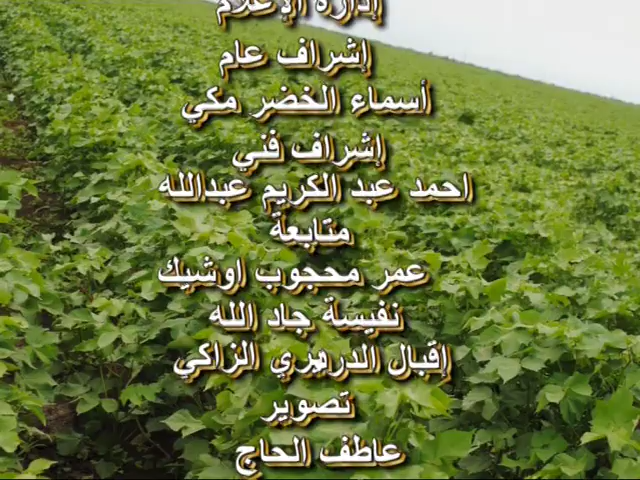 إدارة الإعلام
إشراف عام
أسماء الخضر مكي
إشراف فني
احمد عبد الكريم عبدالله
متابعة
عمر محجوب اوشيك
نفيسة جاد الله
إقبال الدرديري الزاكي
تصوير
عاطف الحاج